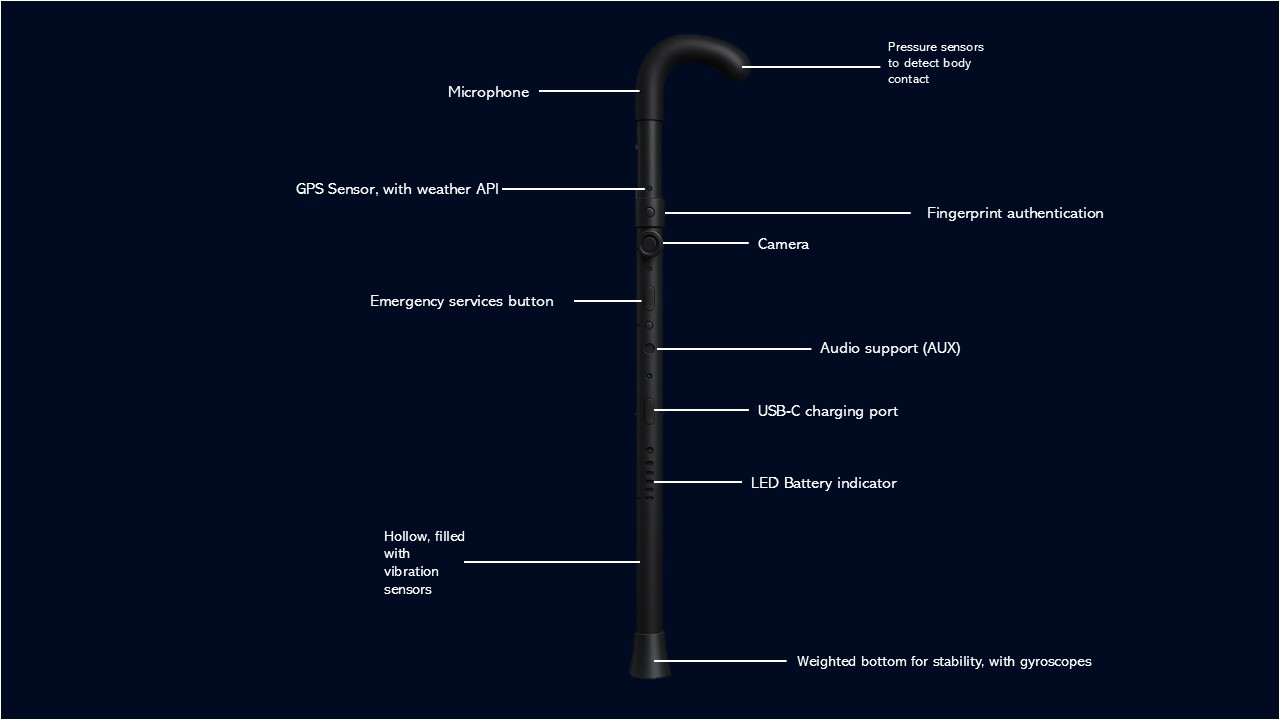 Pressure sensors
to detect body
contact
Microphone
GPS Sensor, with weather API
Fingerprint authentication
Camera
Emergency services button
Audio support (AUX)
USB-C charging port
LED Battery indicator
Hollow, filled
with
vibration
sensors
Weighted bottom for stability, with gyroscopes